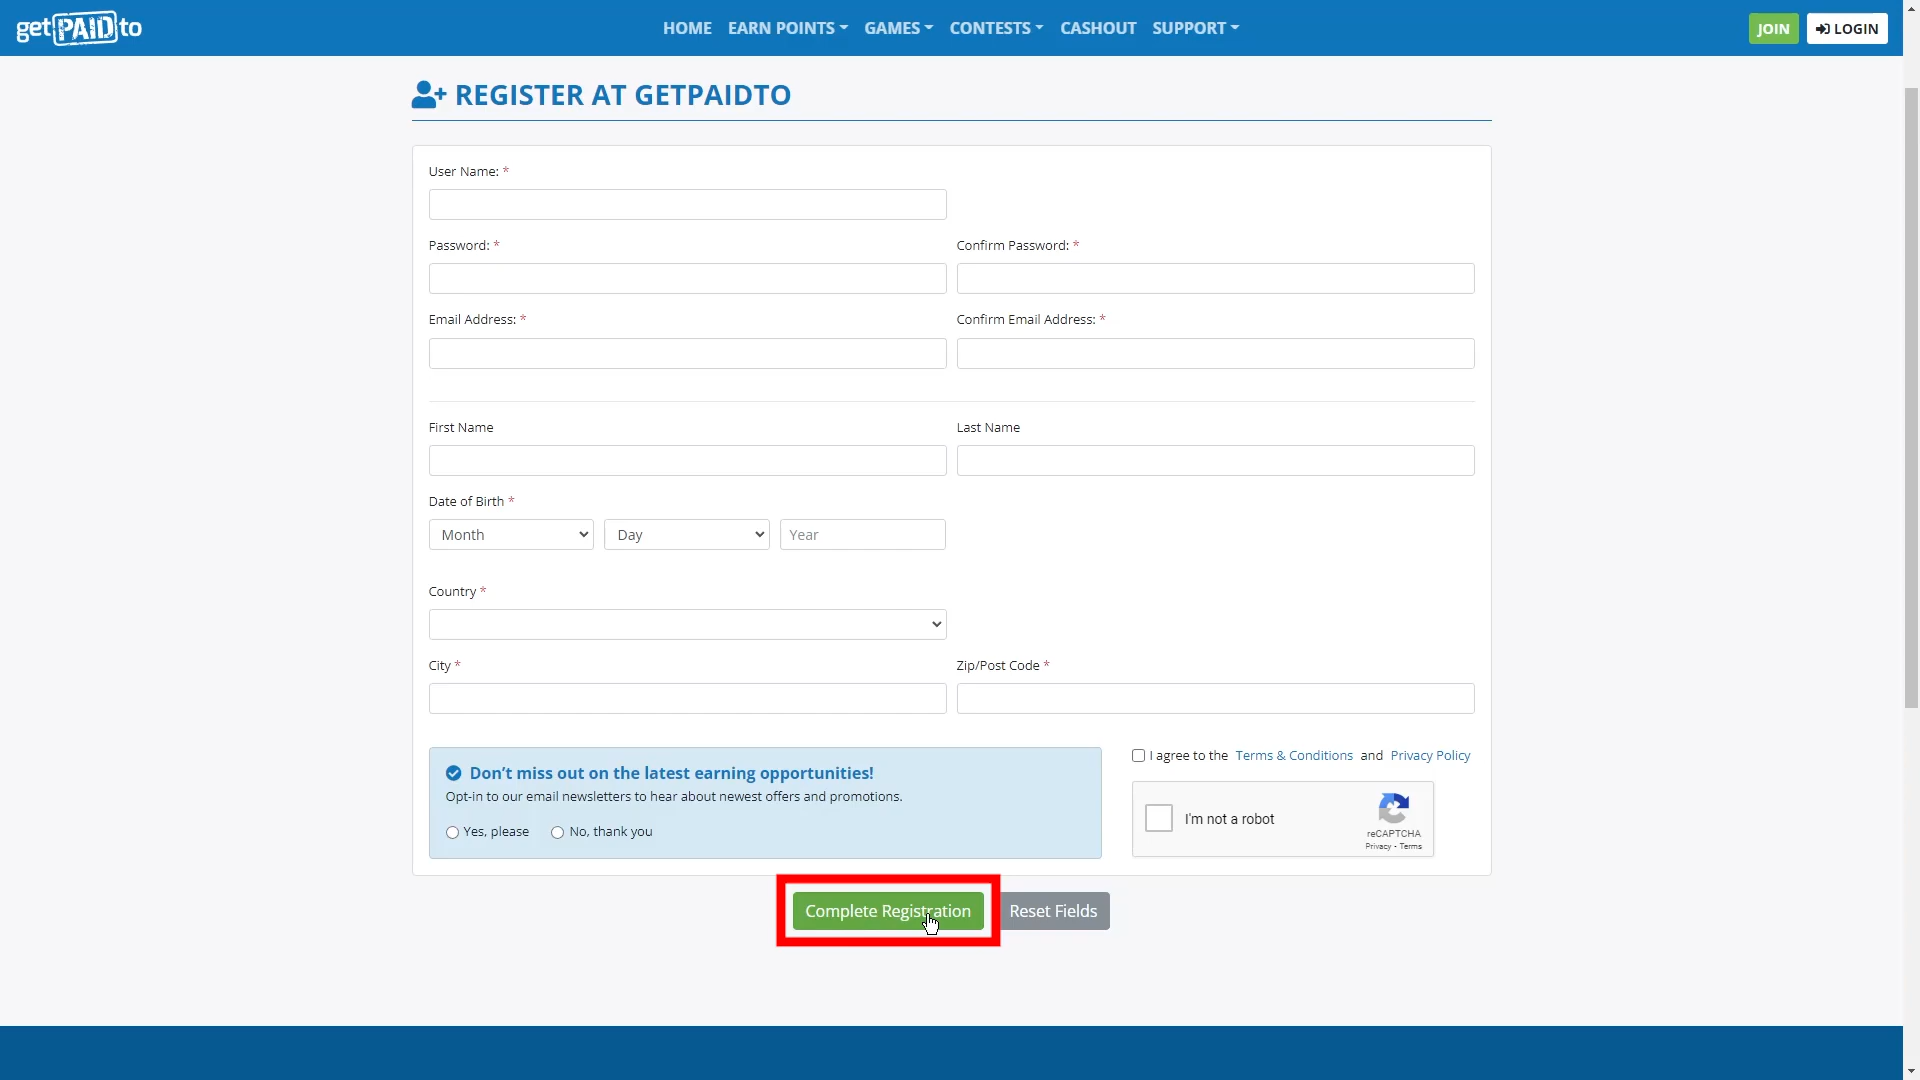 getPAIDto
HOME EARN POINTS GAMES CONTESTS CASHOUT SUPPORT
JOIN LOGIN
REGISTER AT GETPAIDTO
User Name: *
Password: * Confirm Password: *
Email Address: * Confirm Email Address: *
First Name Last Name
Date of Birth *
Month Day Year
Country *
City * Zip/Post Code *
Don't miss out on the latest earning opportunities!
Opt-in to our email newsletters to hear about newest offers and promotions.
Yes, please No, thank you
I agree to the Terms & Conditions and Privacy Policy
I'm not a robot
reCAPTCHA
Privacy - Terms
Complete Registration Reset Fields